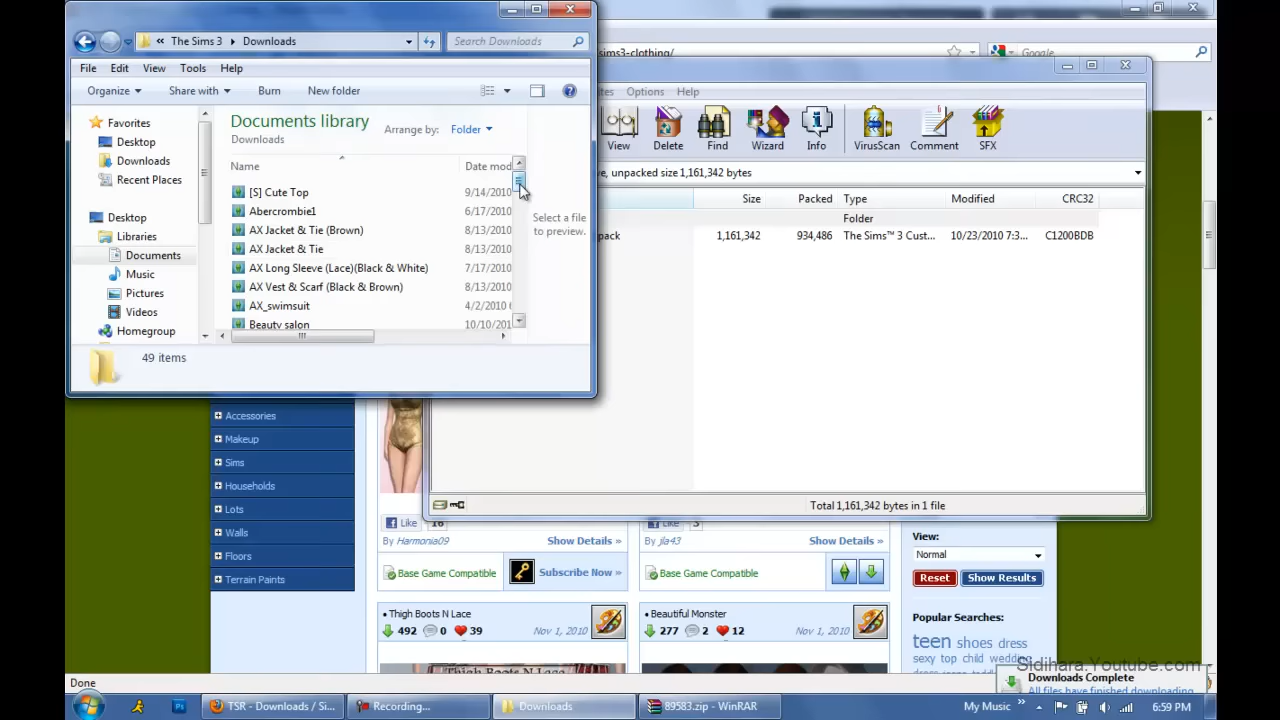 The Sims 3 Downloads
Search Downloads
File Edit View Tools Help
Organize Share with Burn New folder
Favorites
Desktop
Downloads
Recent Places
Desktop
Libraries
Documents
Music
Pictures
Videos
Homegroup
Documents library
Downloads
Arrange by: Folder
Name Date mod
[S] Cute Top 9/14/2010
Abercrombie1 6/17/2010
AX Jacket & Tie (Brown) 8/13/2010
AX Jacket & Tie 8/13/2010
AX Long Sleeve (Lace)(Black & White) 7/17/2010
AX Vest & Scarf (Black & Brown) 8/13/2010
AX_swimsuit 4/2/2010 6
Beauty salon 10/10/201
Select a file
to preview.
49 items
sims3-clothing/
Google
Options Help
View Delete Find Wizard Info VirusScan Comment SFX
unpacked size 1,161,342 bytes
Size Packed Type Modified CRC32
Folder
pack 1,161,342 934,486 The Sims™ 3 Cust... 10/23/2010 7:3... C1200BDB
Total 1,161,342 bytes in 1 file
Accessories
Makeup
Sims
Households
Lots
Walls
Floors
Terrain Paints
Like 16
By Harmonia09 Show Details »
Base Game Compatible Subscribe Now »
Like 3
By jla43 Show Details »
Base Game Compatible
• Thigh Boots N Lace
492 0 39 Nov 1, 2010
• Beautiful Monster
277 2 12 Nov 1, 2010
View:
Normal
Reset Show Results
Popular Searches:
teen shoes dress
sexy top child wedding
Sidihara.Youtube.com
Downloads Complete
All files have finished downloading.
Done
TSR - Downloads / Si... Recording... Downloads 89583.zip - WinRAR
My Music » 6:59 PM